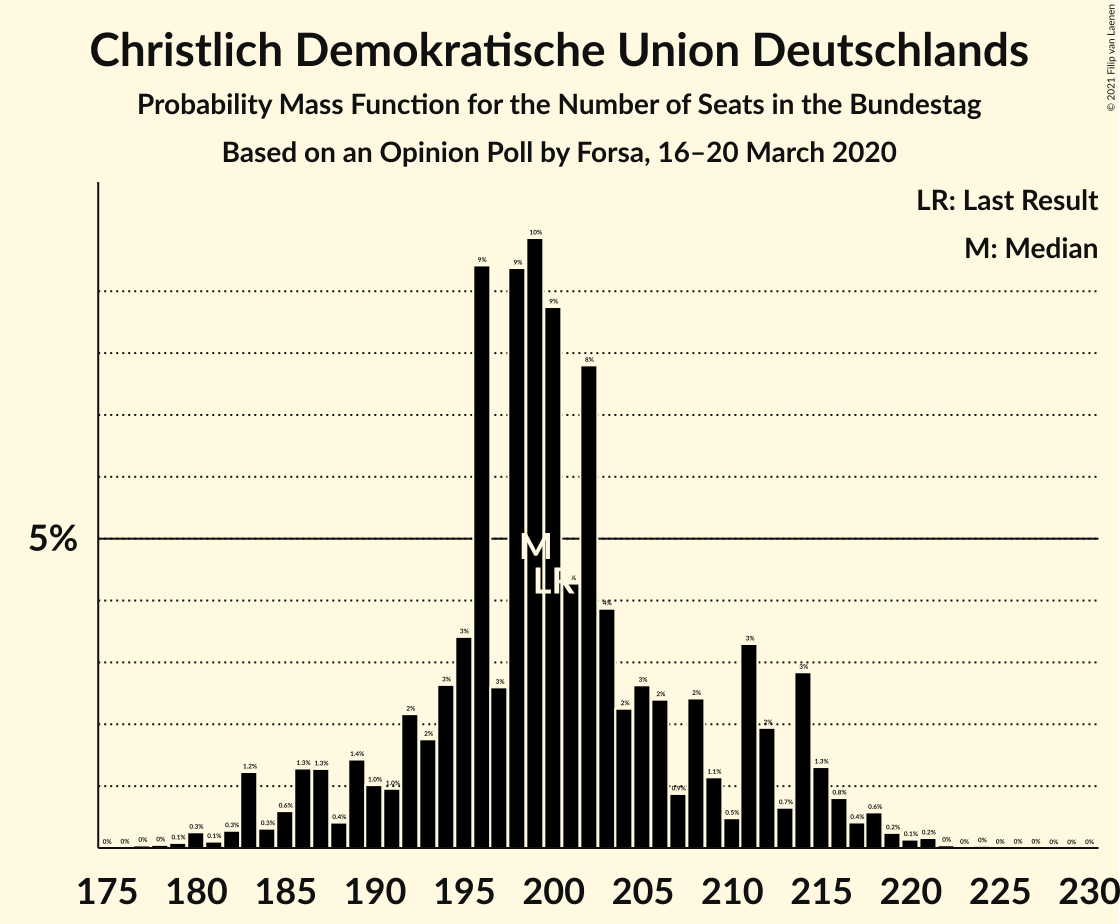 Christlich Demokratische Union Deutschlands
© 2021 Filip van Laenen
Probability Mass Function for the Number of Seats in the Bundestag
Based on an Opinion Poll by Forsa, 16–20 March 2020
LR: Last Result
M: Median
5%
M
LR
0% 0% 0% 0% 0.1% 0.3% 0.1% 0.3% 1.2% 0.3% 0.6% 1.3% 1.3% 0.4% 1.4% 1.0% 1.0% 2% 2% 3% 3% 9% 3% 9% 10% 9% 8% 4% 2% 3% 2% 0.9% 2% 1.1% 0.5% 3% 2% 0.7% 3% 1.3% 0.8% 0.4% 0.6% 0.2% 0.1% 0.2% 0% 0% 0% 0% 0% 0% 0% 0% 0%
175 180 185 190 195 200 205 210 215 220 225 230